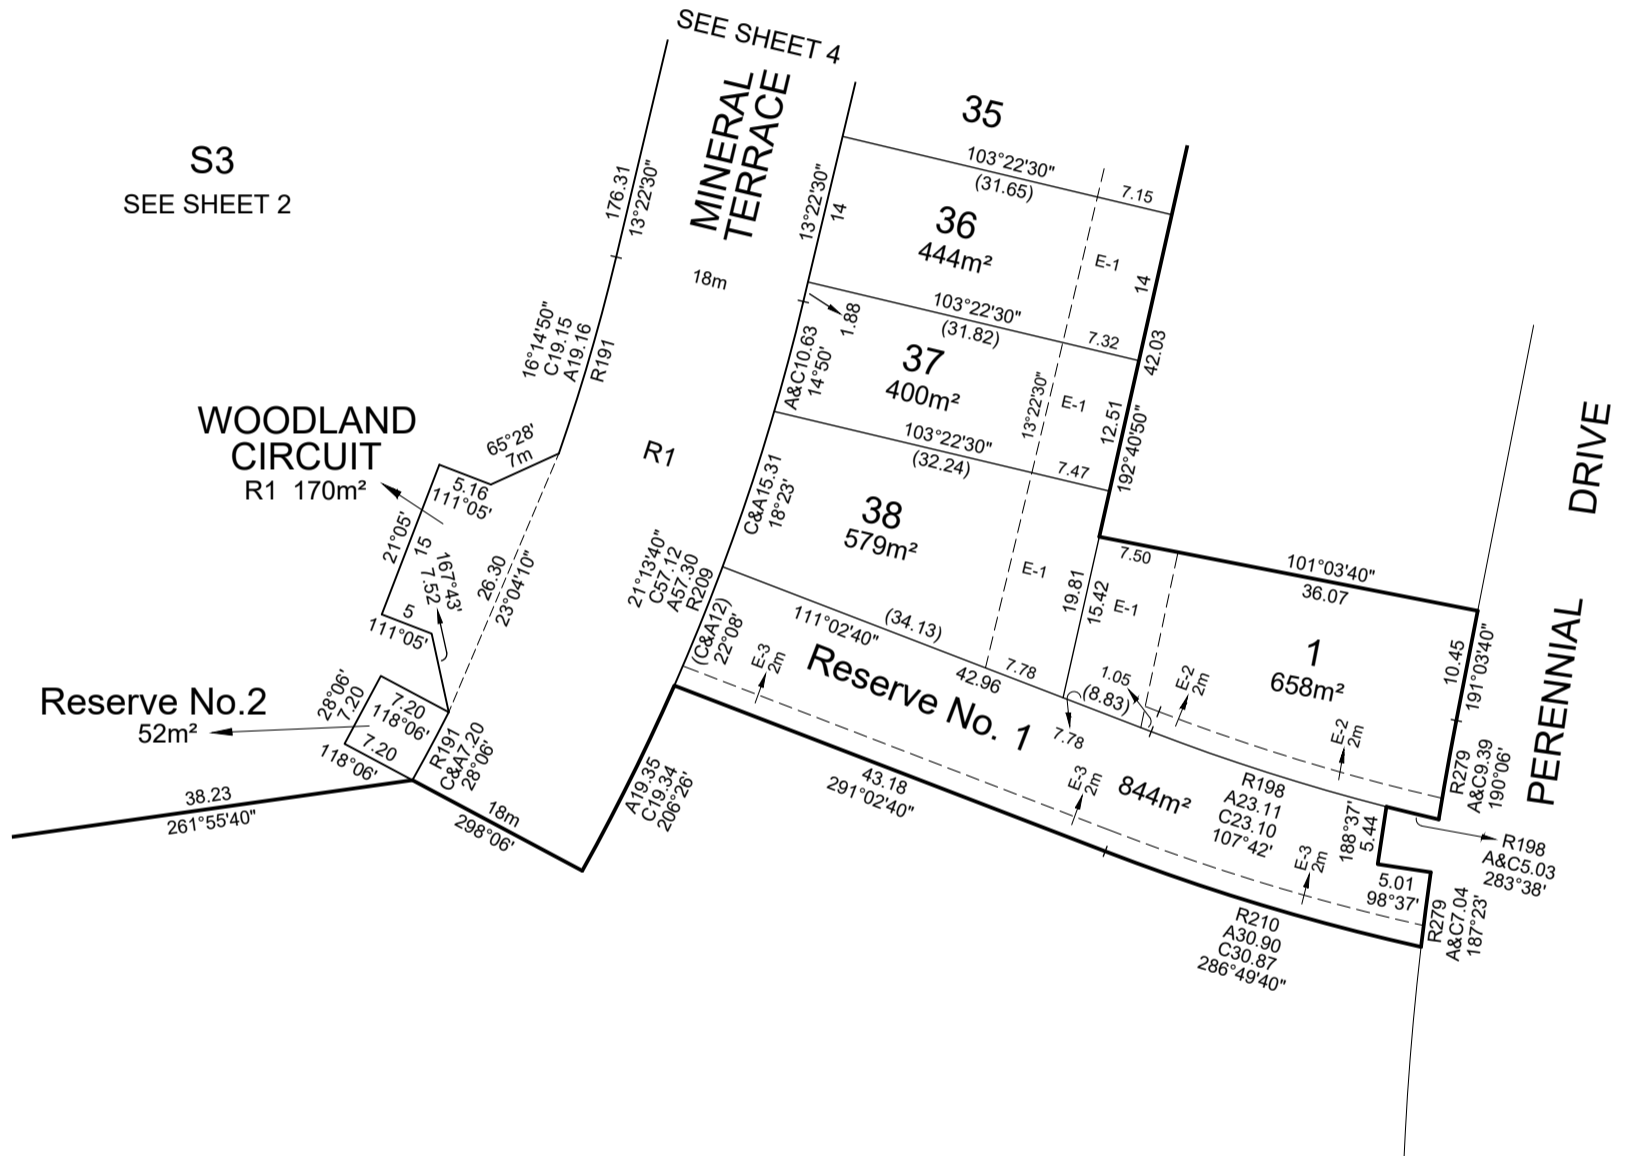 SEE SHEET 4
MINERAL
TERRACE
35
S3
SEE SHEET 2
176.31
13°22'30"
13°22'30"
14
103°22'30"
(31.65)
7.15
36
444m²
E-1
14
18m
16°14'50"
C19.15
A19.16
R191
1.88
A&C10.63
14°50'
103°22'30"
(31.82)
7.32
42.03
37
400m²
13°22'30"
E-1
12.51
192°40'50"
WOODLAND
CIRCUIT
R1 170m²
65°28'
7m
5.16
111°05'
R1
103°22'30"
(32.24)
7.47
C&A15.31
18°23'
38
579m²
21°05'
15
167°43'
7.52
26.30
23°04'10"
5
111°05'
21°13'40"
C57.12
A57.30
R209
E-1
19.81
15.42
E-1
7.50
101°03'40"
36.07
DRIVE
PERENNIAL
(C&A12)
22°08'
111°02'40"
(34.13)
7.78
42.96
E-3
2m
Reserve No. 1
844m²
1.05
(8.83)
7.78
E-2
2m
1
658m²
10.45
191°03'40"
E-2
2m
Reserve No.2
52m²
28°06'
7.20
7.20
118°06'
7.20
118°06'
R191
C&A7.20
28°06'
38.23
261°55'40"
18m
298°06'
A19.35
C19.34
206°26'
43.18
291°02'40"
E-3
2m
R198
A23.11
C23.10
107°42'
188°37'
5.44
R279
A&C9.39
190°06'
R198
A&C5.03
283°38'
E-3
2m
5.01
98°37'
R279
A&C7.04
187°23'
R210
A30.90
C30.87
286°49'40"